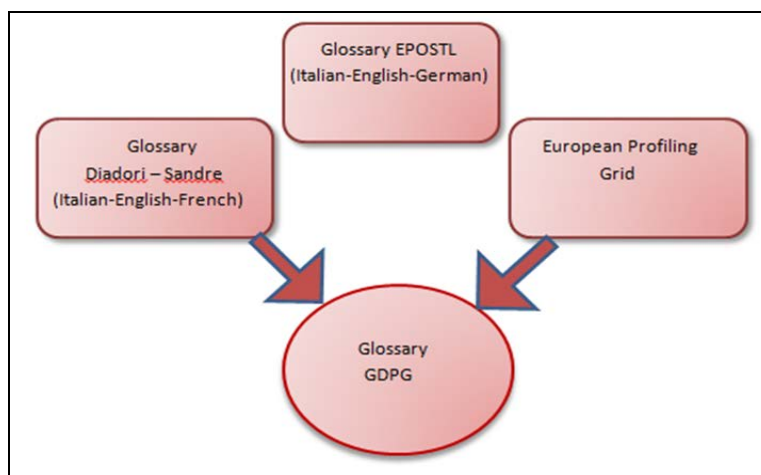 Glossary EPOSTL
(Italian-English-German)
Glossary
Diadori – Sandre
(Italian-English-French)
European Profiling
Grid
Glossary
GDPG